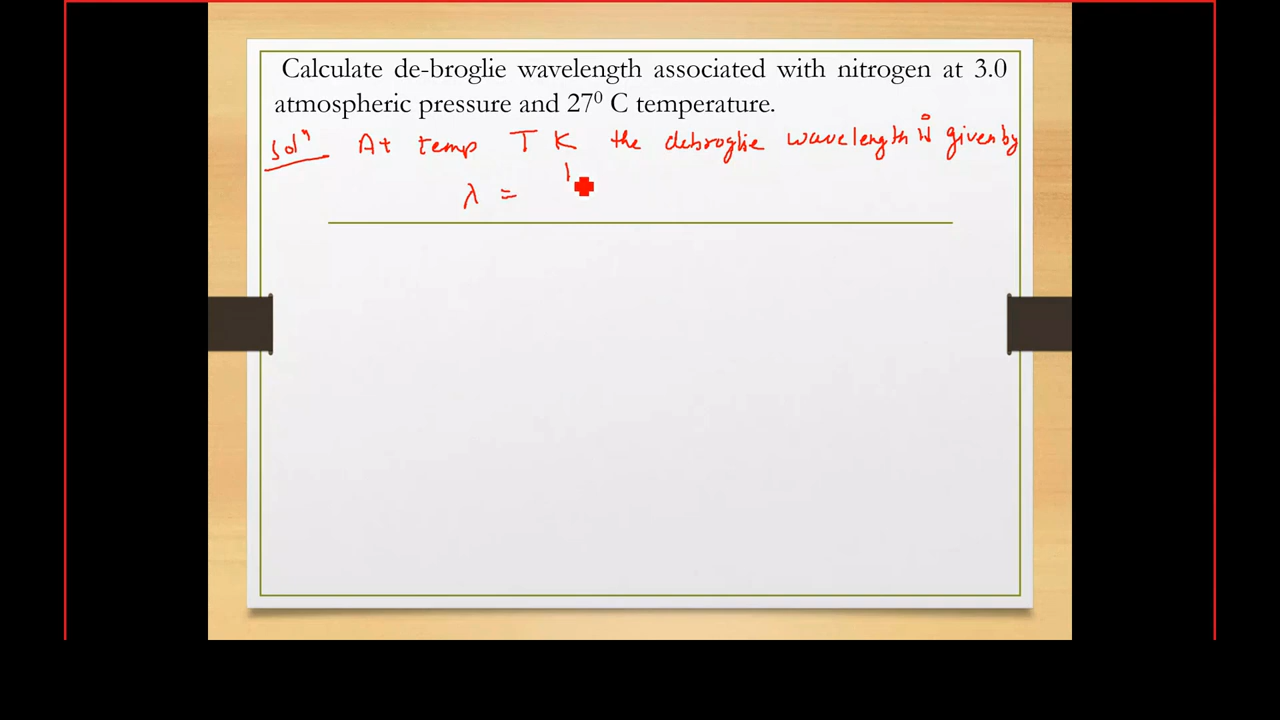 Calculate de-broglie wavelength associated with nitrogen at 3.0
atmospheric pressure and 27⁰ C temperature.
Solⁿ At temp T K the debroglie wavelength is given by
λ =